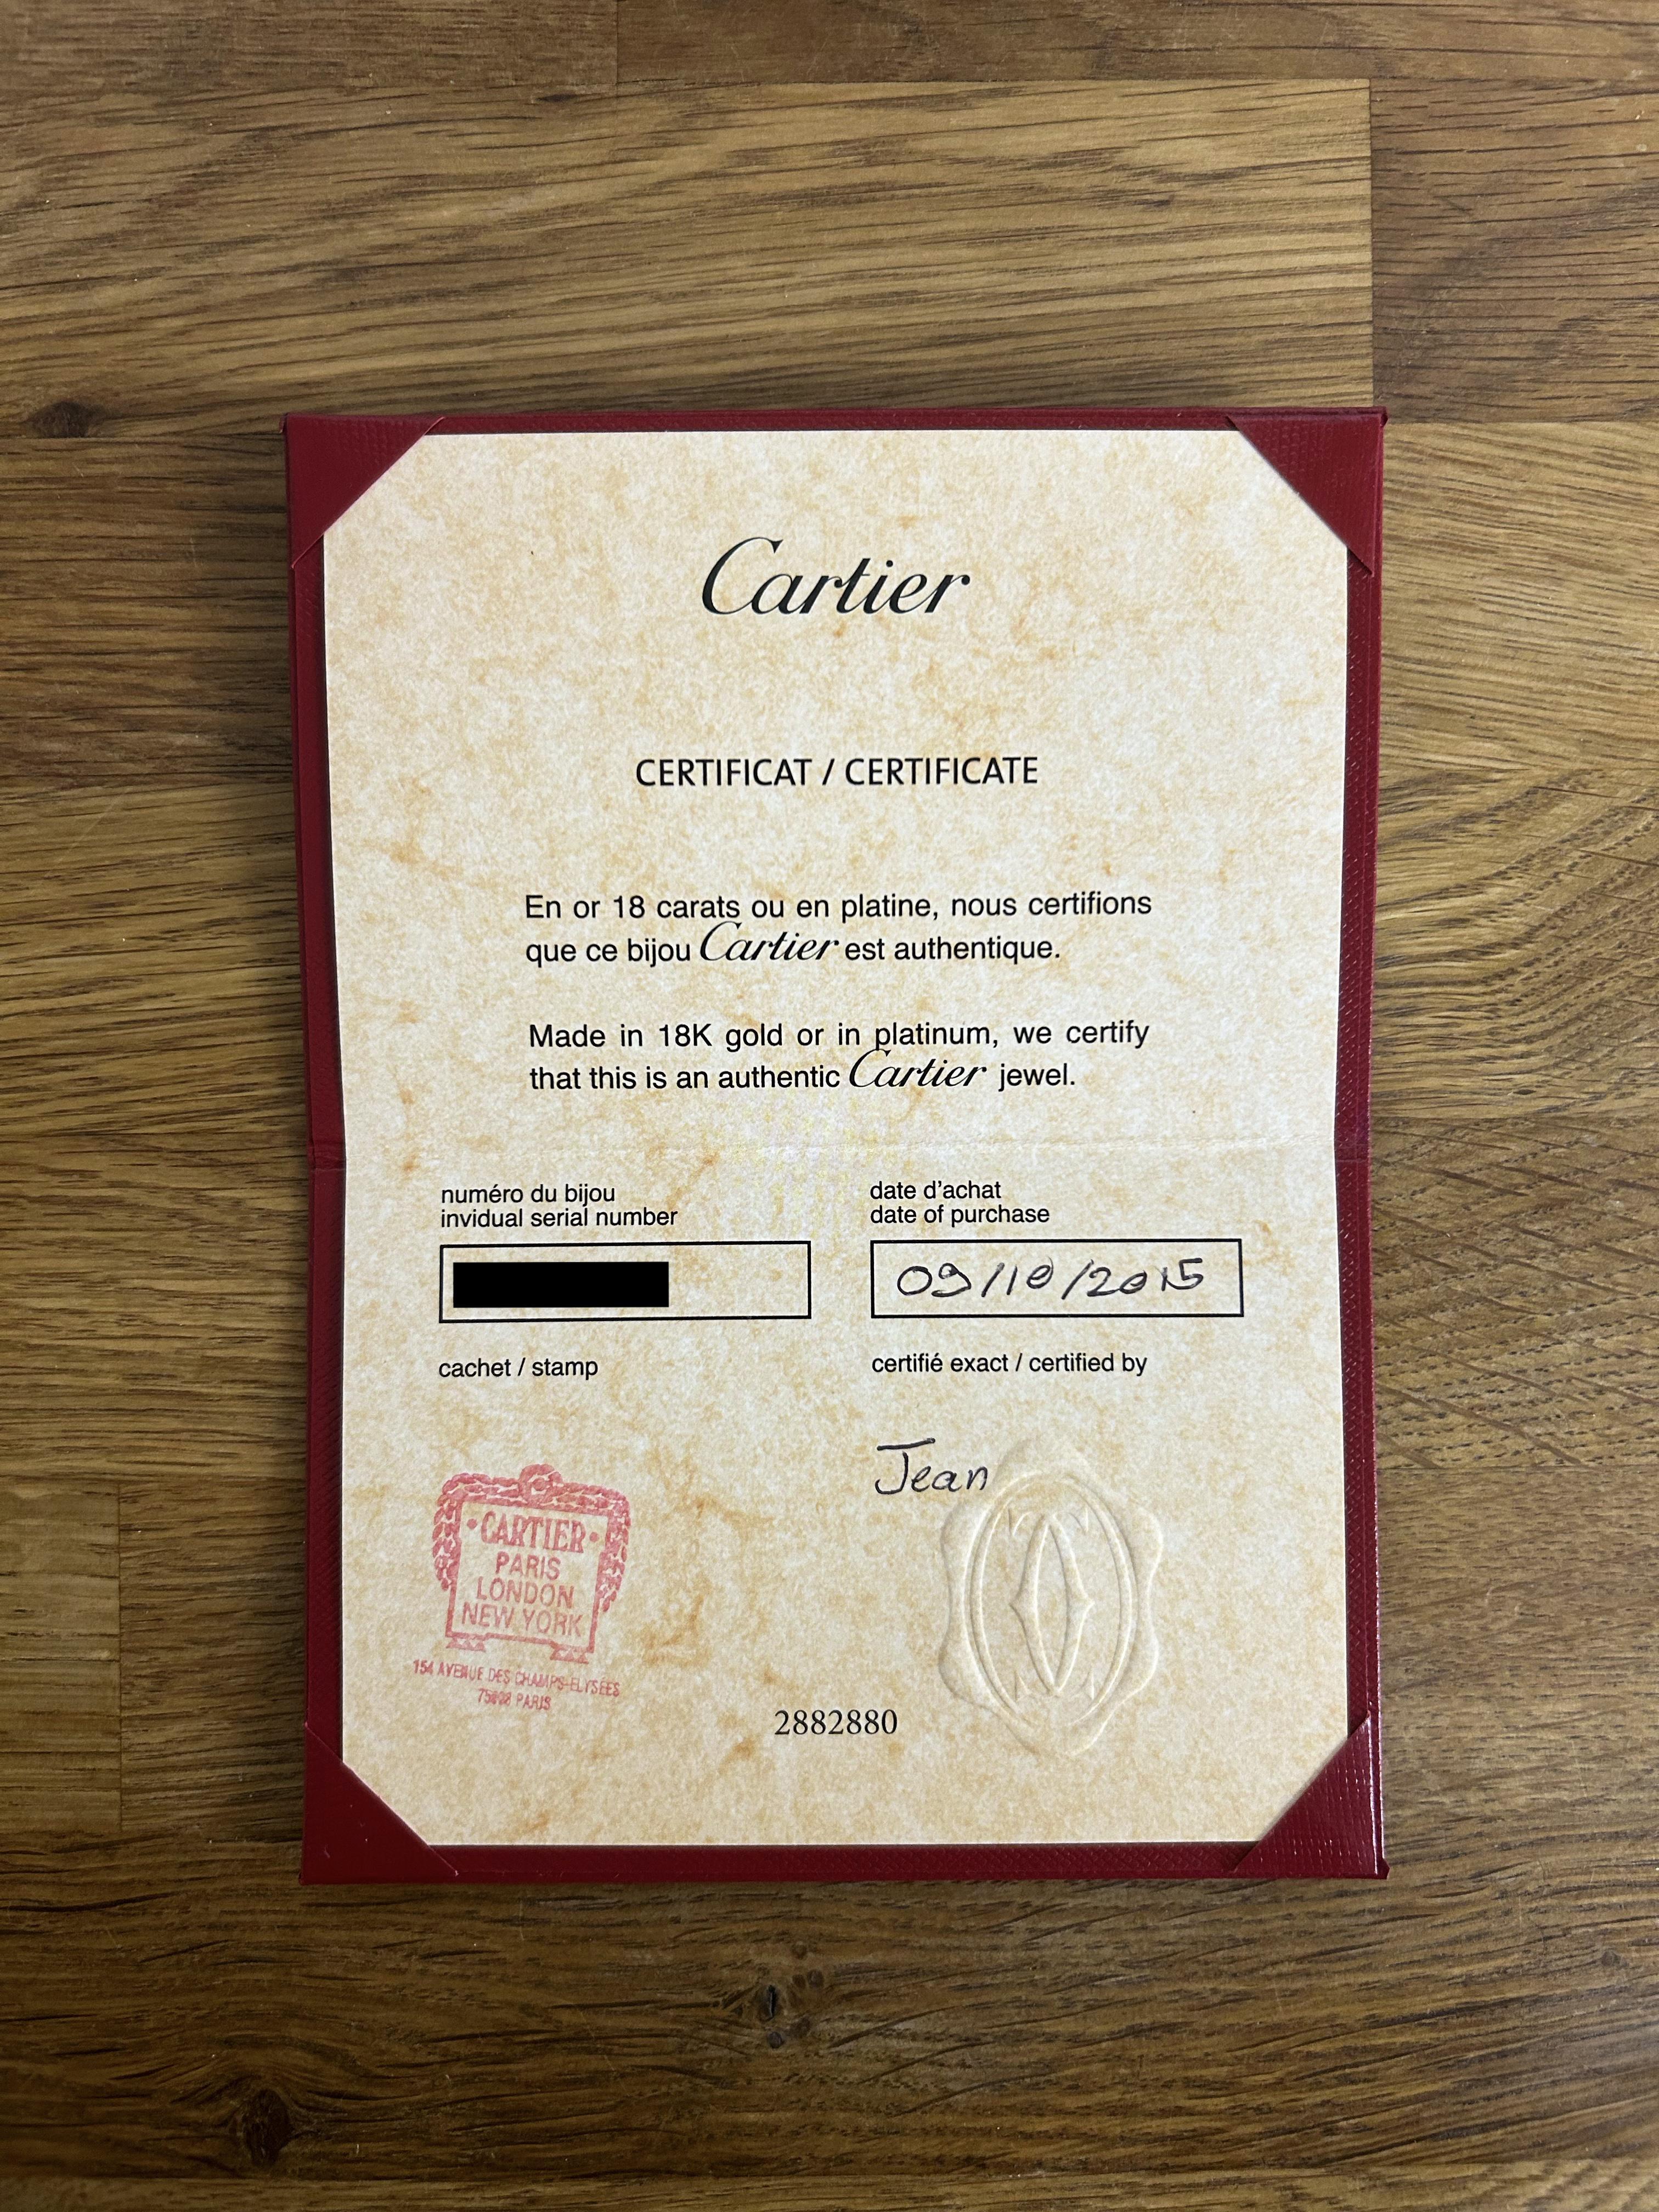 Cartier
CERTIFICAT / CERTIFICATE
En or 18 carats ou en platine, nous certifions
que ce bijou Cartier est authentique.
Made in 18K gold or in platinum, we certify
that this is an authentic Cartier jewel.
numéro du bijou
invidual serial number
date d'achat
date of purchase
09/10/2015
cachet / stamp
certifié exact / certified by
Jean
·CARTIER·
PARIS
LONDON
NEW YORK
154 AVENUE DES CHAMPS-ELYSEES
75008 PARIS
2882880